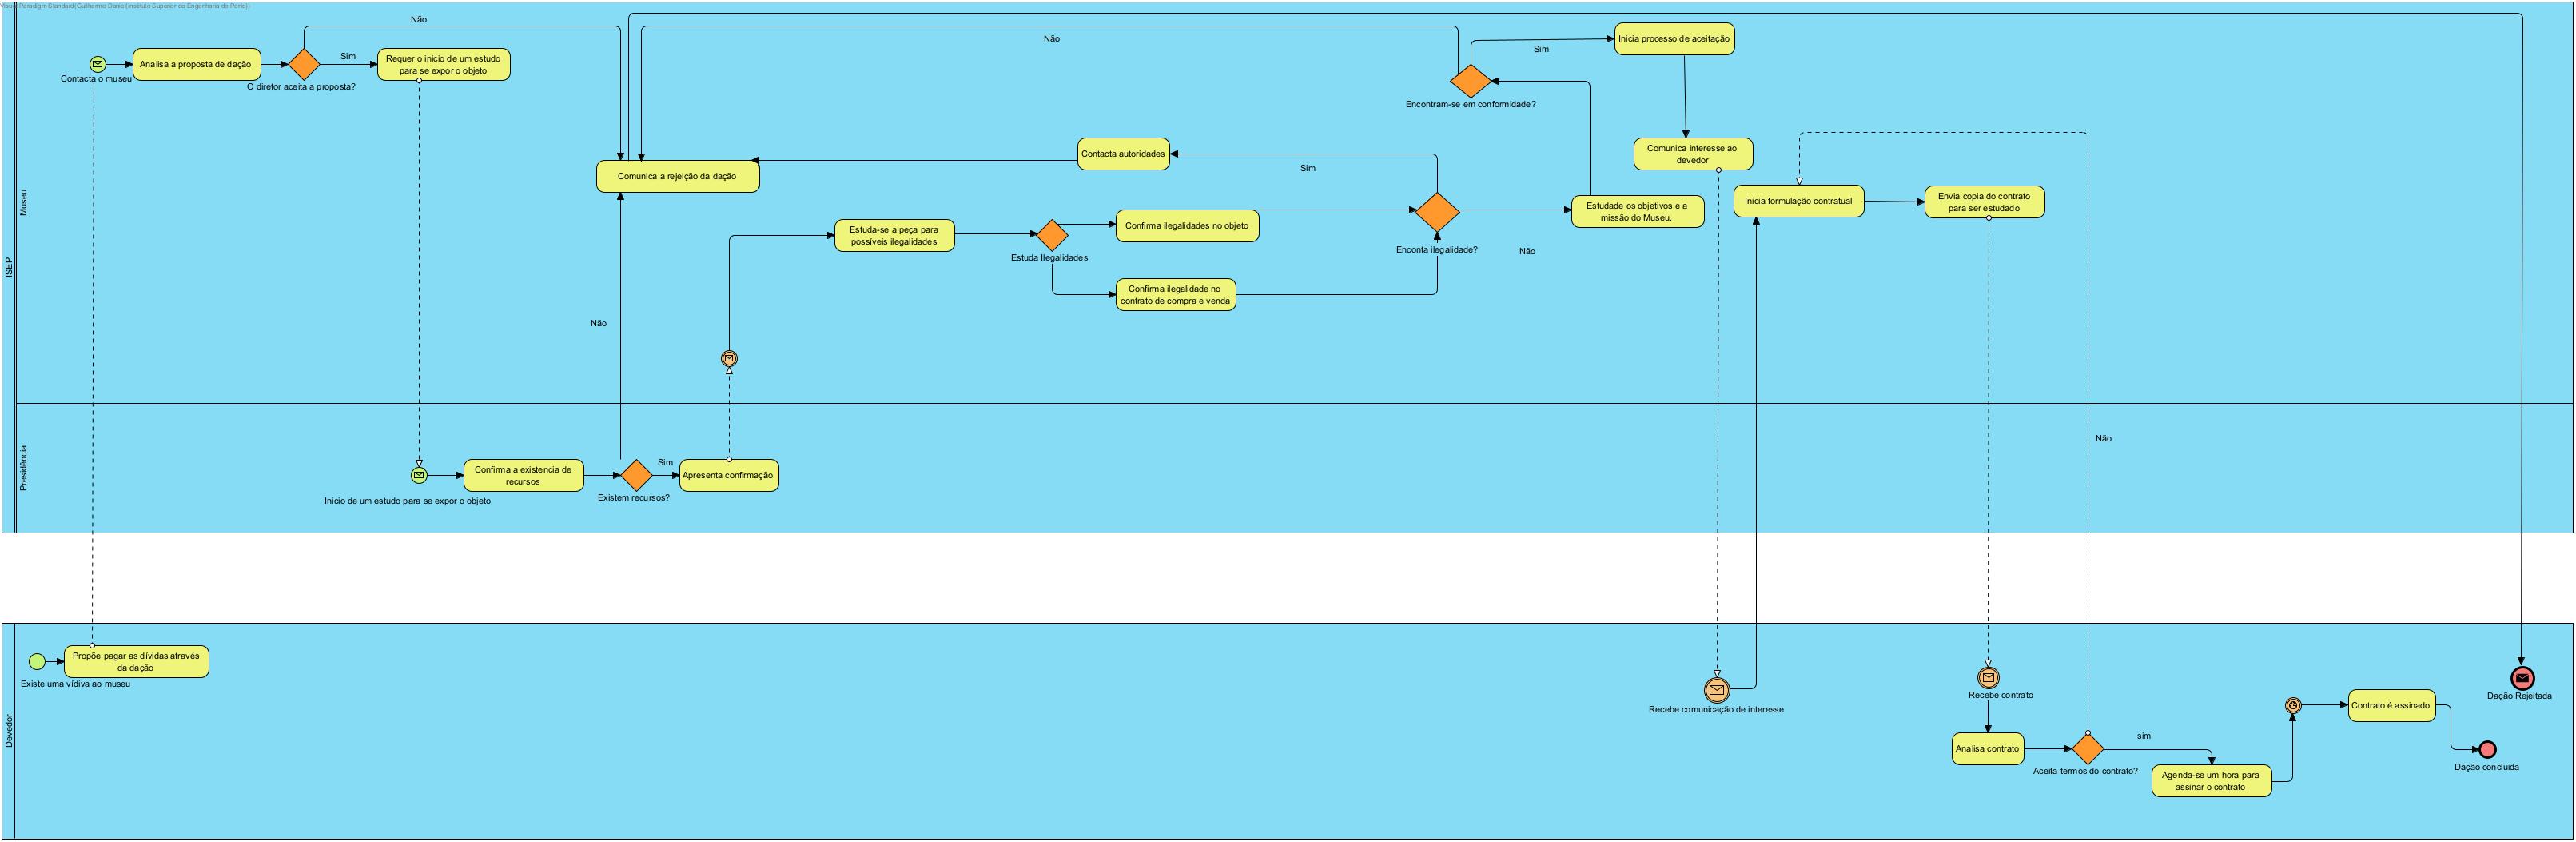 Visual Paradigm Standard(Guilherme Daniel(Instituto Superior de Engenharia do Porto))
ISEP
Museu
Contacta o museu
Analisa a proposta de dação
O diretor aceita a proposta?
Não
Sim
Requer o inicio de um estudo
para se expor o objeto
Comunica a rejeição da dação
Não
Encontram-se em conformidade?
Sim
Inicia processo de aceitação
Contacta autoridades
Sim
Comunica interesse ao
devedor
Estuda-se a peça para
possíveis ilegalidades
Estuda Ilegalidades
Confirma ilegalidades no objeto
Confirma ilegalidade no
contrato de compra e venda
Enconta ilegalidade?
Não
Estudade os objetivos e a
missão do Museu.
Inicia formulação contratual
Envia copia do contrato
para ser estudado
Não
Presidência
Inicio de um estudo para se expor o objeto
Confirma a existencia de
recursos
Existem recursos?
Sim
Apresenta confirmação
Não
Devedor
Existe uma vídiva ao museu
Propõe pagar as dívidas através
da dação
Recebe comunicação de interesse
Recebe contrato
Analisa contrato
Aceita termos do contrato?
sim
Agenda-se um hora para
assinar o contrato
Contrato é assinado
Dação Rejeitada
Dação concluida